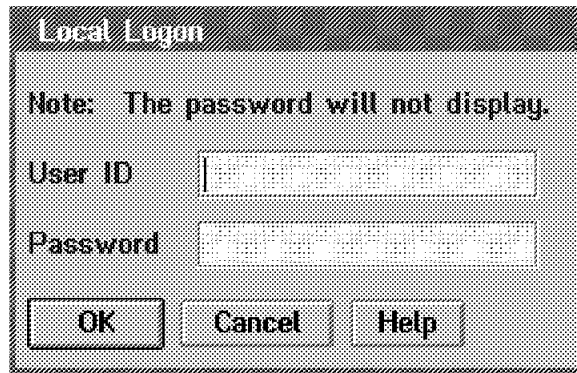 Local Logon
Note: The password will not display.
User ID
Password
OK Cancel Help